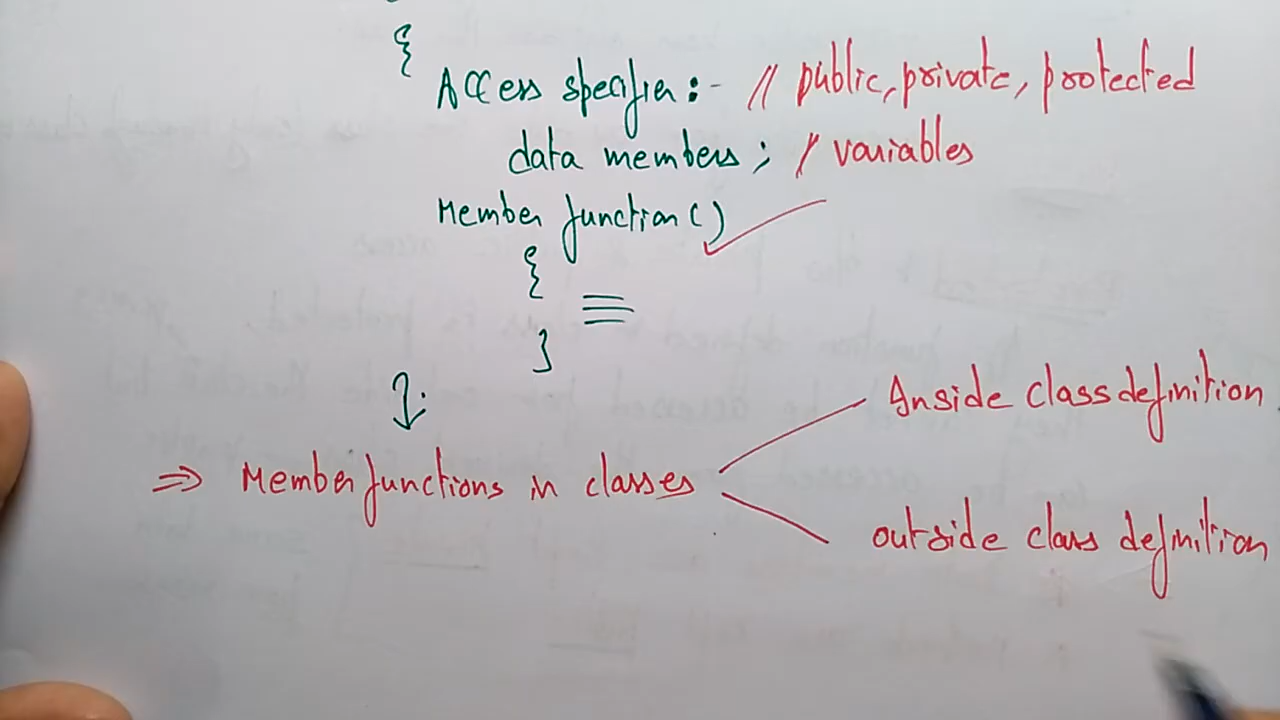 {
Access specifier :- // public, private, protected
data members ; // variables
Member function ( )
{
}
};
⇒ Member functions in classes
Inside class definition.
outside class definition